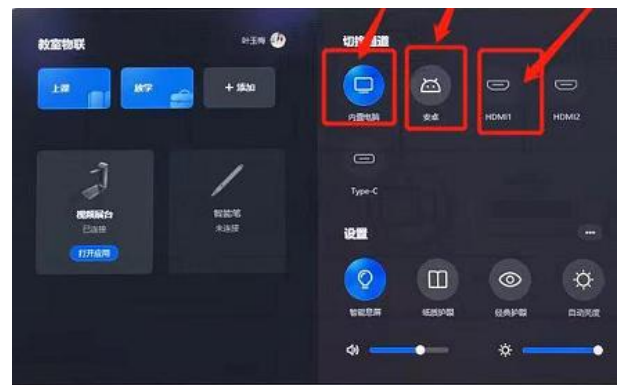 教室物联
叶玉梅
上课
放学
+ 添加
视频展台
已连接
打开应用
智能笔
未连接
切换通道
内置电脑
安卓
HDMI1
HDMI2
Type-C
设置
智能息屏
纸质护眼
经典护眼
自动亮度